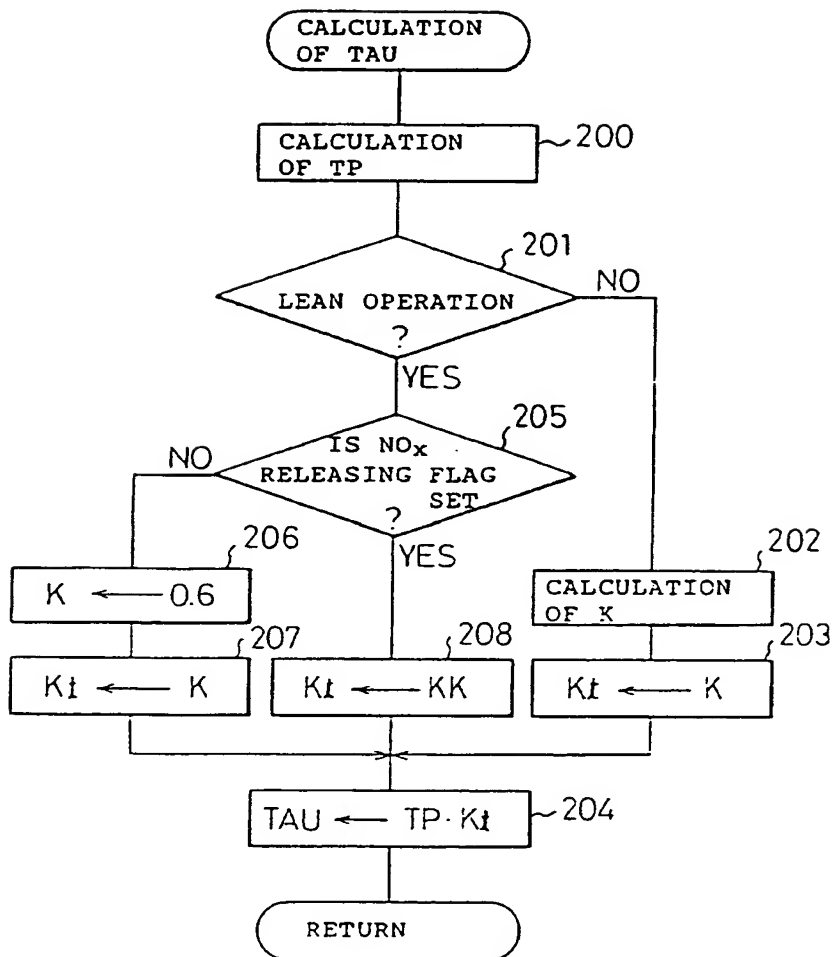 CALCULATION
OF TAU
CALCULATION
OF TP
200
201
LEAN OPERATION
?
NO
YES
205
IS NOx
RELEASING FLAG
SET
?
NO
YES
206
K ← 0.6
202
CALCULATION
OF K
207
Kt ← K
208
Kt ← KK
203
Kt ← K
TAU ← TP · Kt
204
RETURN